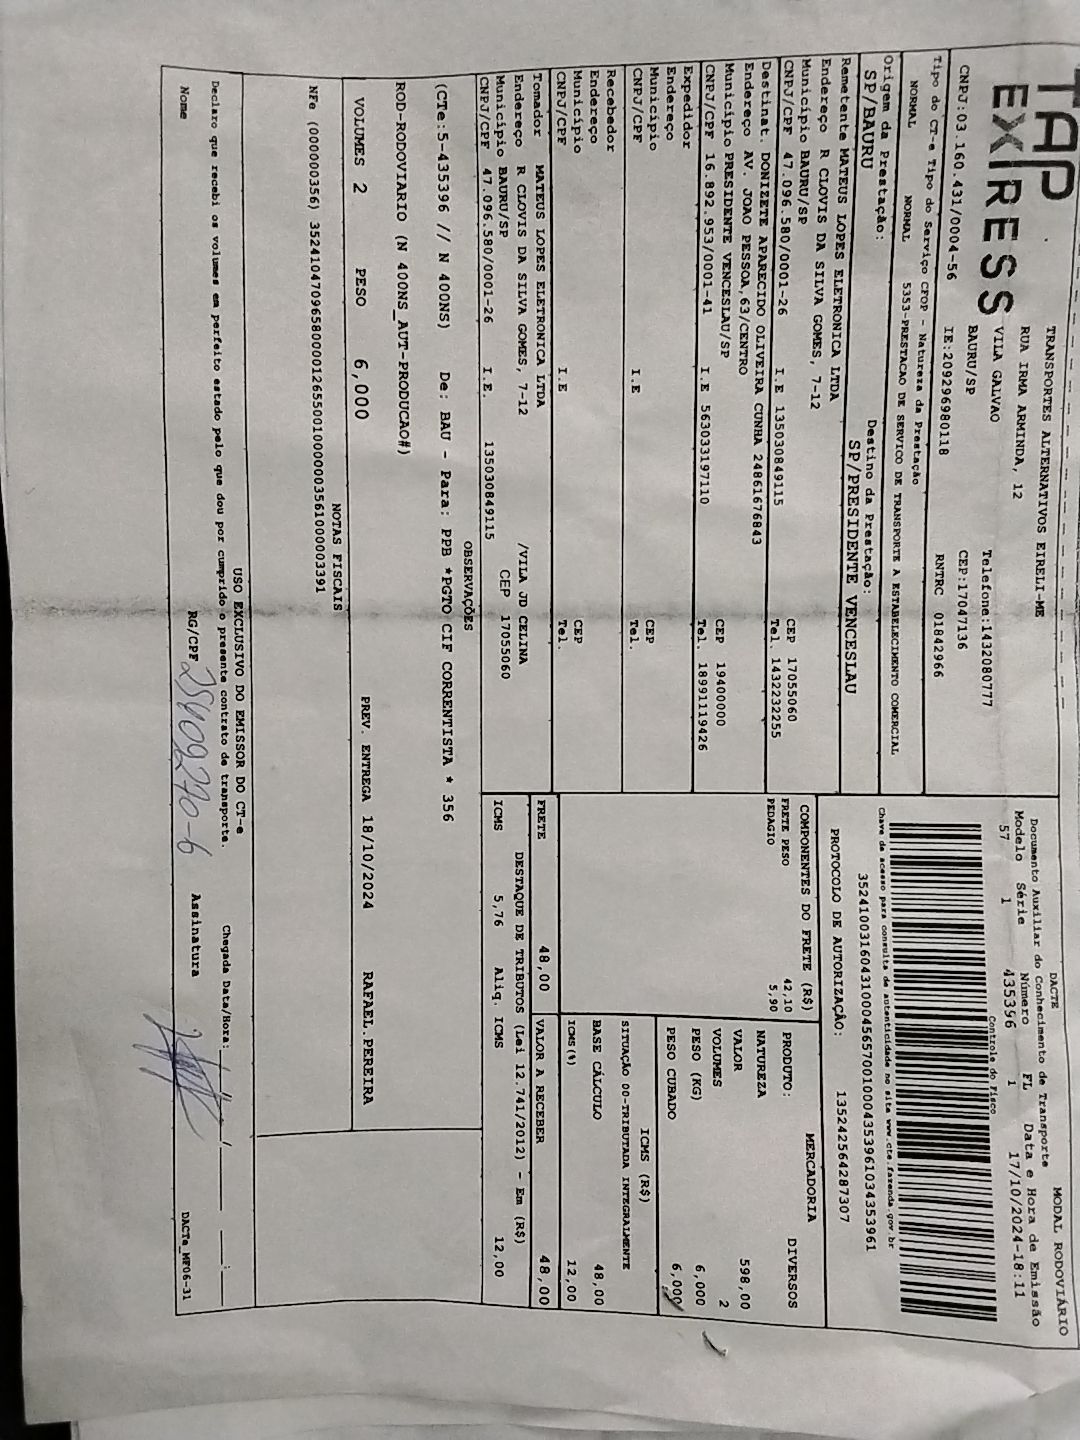 TAP EXPRESS
TRANSPORTES ALTERNATIVOS EIRELI-ME
RUA IRMA ARMINDA, 12
VILA GALVAO Telefone:1432080777
BAURU/SP CEP:17047136
CNPJ:03.160.431/0004-56 IE:209296980118 RNTRC 01842966
DACTE MODAL RODOVIÁRIO
Documento Auxiliar do Conhecimento de Transporte
Modelo Série Número FL Data e Hora de Emissão
57 1 435396 1 17/10/2024-18:11
Controle do Fisco
Chave de acesso para consulta de autenticidade no site www.cte.fazenda.gov.br
35241003160431000456570010004353961034353961
PROTOCOLO DE AUTORIZAÇÃO: 135242564287307
Tipo do CT-e Tipo do Serviço CFOP - Natureza da Prestação
NORMAL NORMAL 5353-PRESTACAO DE SERVICO DE TRANSPORTE A ESTABELECIMENTO COMERCIAL
Origem da Prestação: Destino da Prestação:
SP/BAURU SP/PRESIDENTE VENCESLAU
Remetente MATEUS LOPES ELETRONICA LTDA
Endereço R CLOVIS DA SILVA GOMES, 7-12
Município BAURU/SP CEP 17055060
CNPJ/CPF 47.096.580/0001-26 I.E 135030849115 Tel. 1432232255
Destinat. DONIZETE APARECIDO OLIVEIRA CUNHA 24861676843
Endereço AV. JOAO PESSOA, 63/CENTRO
Município PRESIDENTE VENCESLAU/SP CEP 19400000
CNPJ/CPF 16.892.953/0001-41 I.E 563033197110 Tel. 18991119426
Expedidor
Endereço
Município CEP
CNPJ/CPF I.E Tel.
Recebedor
Endereço
Município CEP
CNPJ/CPF I.E Tel.
Tomador MATEUS LOPES ELETRONICA LTDA
Endereço R CLOVIS DA SILVA GOMES, 7-12 /VILA JD CELINA
Município BAURU/SP CEP 17055060
CNPJ/CPF 47.096.580/0001-26 I.E. 135030849115
COMPONENTES DO FRETE (R$)
FRETE PESO 42,10
PEDAGIO 5,90
MERCADORIA
PRODUTO: DIVERSOS
NATUREZA
VALOR 598,00
VOLUMES 2
PESO (KG) 6,000
PESO CUBADO 6,000
ICMS (R$)
SITUAÇÃO 00-TRIBUTADA INTEGRALMENTE
BASE CÁLCULO 48,00
ICMS(%) 12,00
FRETE 48,00 VALOR A RECEBER 48,00
DESTAQUE DE TRIBUTOS (Lei 12.741/2012) - Em (R$)
ICMS 5,76 Aliq. ICMS 12,00
OBSERVAÇÕES
(CTe:5-435396 // N 400NS) De: BAU - Para: PPB *PGTO CIF CORRENTISTA * 356
ROD-RODOVIARIO (N 400NS_AUT-PRODUCAO#)
VOLUMES 2 PESO 6,000 PREV. ENTREGA 18/10/2024 RAFAEL.PEREIRA
NOTAS FISCAIS
NFe (000000356) 35241047096580000126550010000003561000003391
USO EXCLUSIVO DO EMISSOR DO CT-e
Declaro que recebi os volumes em perfeito estado pelo que dou por cumprido o presente contrato de transporte. Chegada Data/Hora:
Nome RG/CPF 25409270-6 Assinatura
DACTe_MF06-31